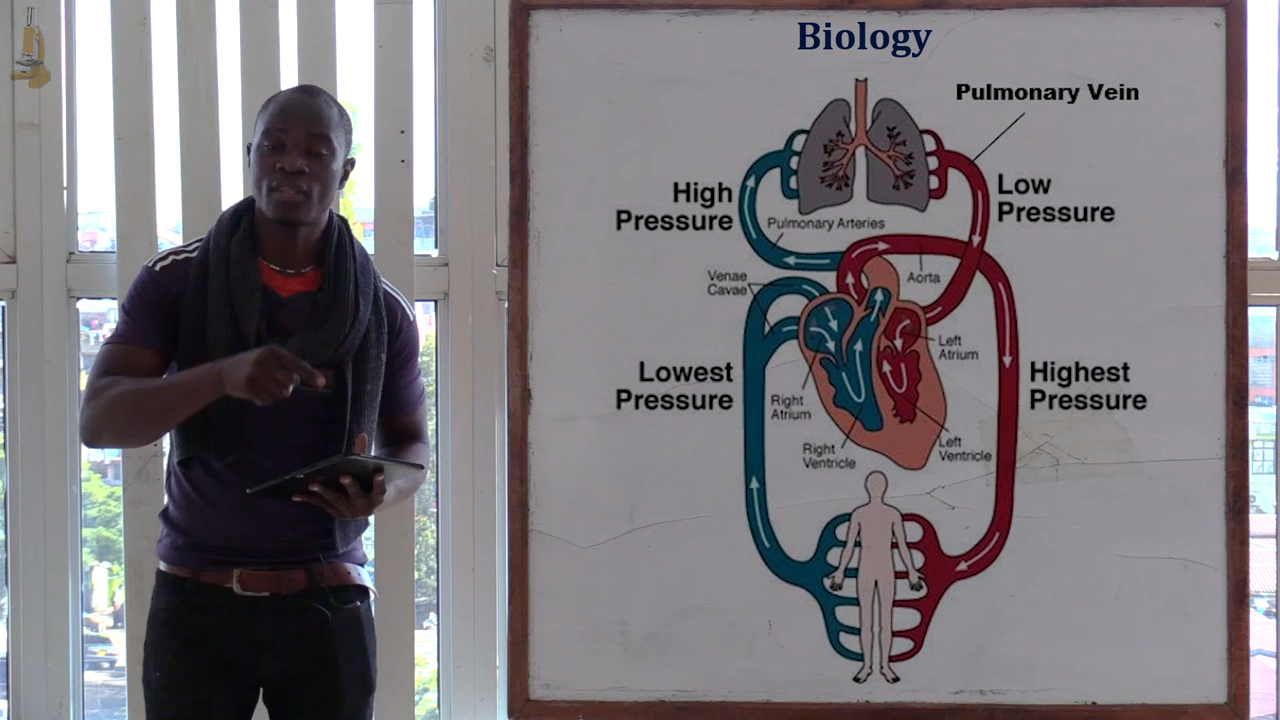 Biology
Pulmonary Vein
High
Pressure
Low
Pressure
Pulmonary Arteries
Venae
Cavae
Aorta
Left
Atrium
Lowest
Pressure
Highest
Pressure
Right
Atrium
Right
Ventricle
Left
Ventricle